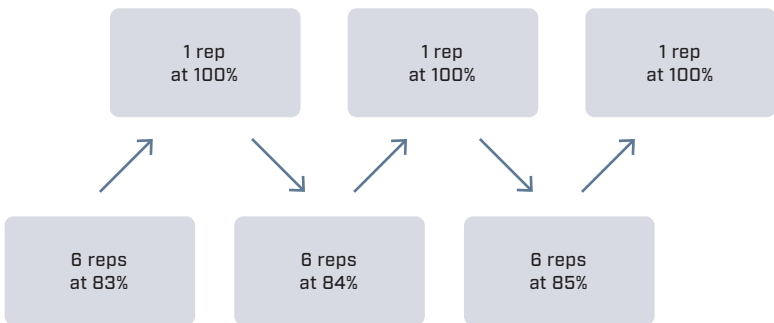 1 rep
at 100%
1 rep
at 100%
1 rep
at 100%
6 reps
at 83%
6 reps
at 84%
6 reps
at 85%